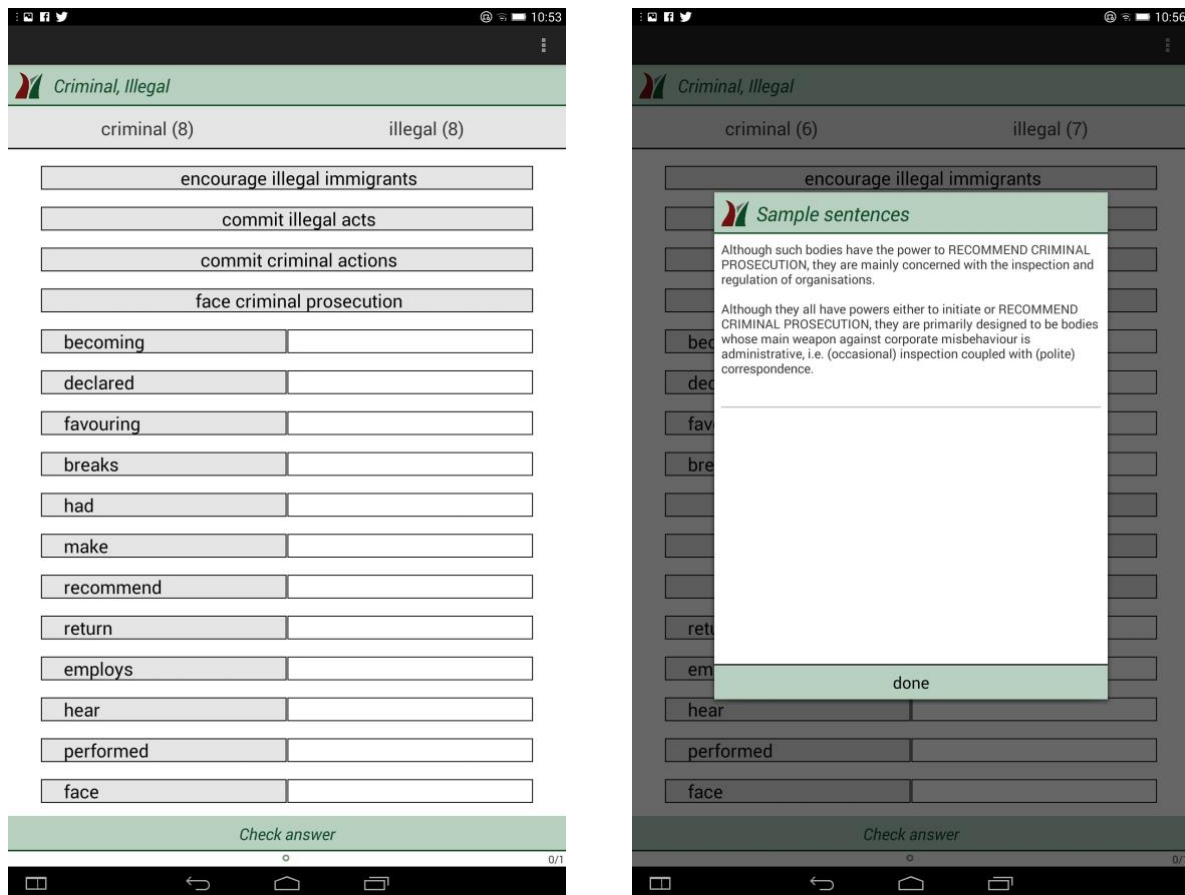 10:53
Criminal, Illegal
criminal (8) illegal (8)
encourage illegal immigrants
commit illegal acts
commit criminal actions
face criminal prosecution
becoming
declared
favouring
breaks
had
make
recommend
return
employs
hear
performed
face
Check answer
0/1
10:56
Criminal, Illegal
criminal (6) illegal (7)
encourage illegal immigrants
Sample sentences
Although such bodies have the power to RECOMMEND CRIMINAL
PROSECUTION, they are mainly concerned with the inspection and
regulation of organisations.
Although they all have powers either to initiate or RECOMMEND
CRIMINAL PROSECUTION, they are primarily designed to be bodies
whose main weapon against corporate misbehaviour is
administrative, i.e. (occasional) inspection coupled with (polite)
correspondence.
done
hear
performed
face
Check answer